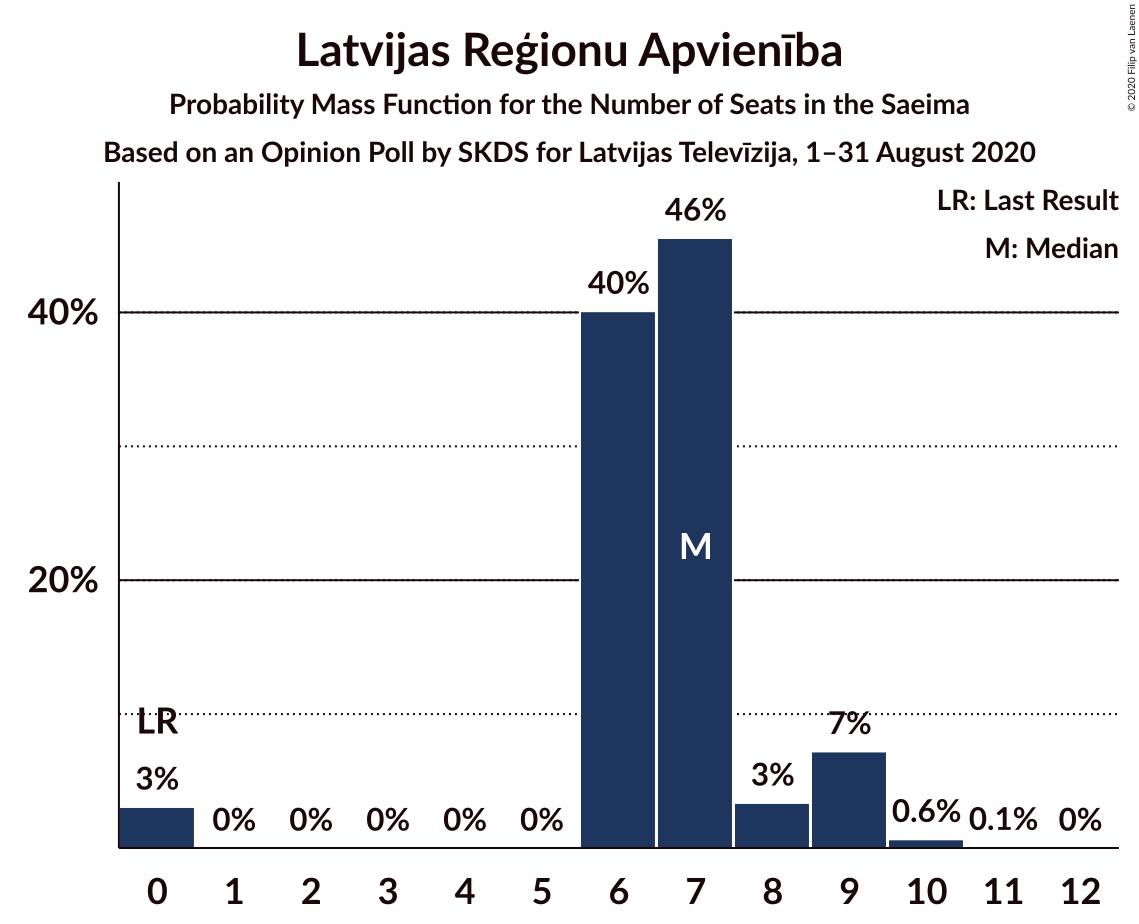 Latvijas Reģionu Apvienība
Probability Mass Function for the Number of Seats in the Saeima
Based on an Opinion Poll by SKDS for Latvijas Televīzija, 1–31 August 2020
© 2020 Filip van Laenen
LR: Last Result
M: Median
46%
40%
40%
M
20%
LR
7%
3%
3%
0% 0% 0% 0% 0% 0.6% 0.1% 0%
0 1 2 3 4 5 6 7 8 9 10 11 12